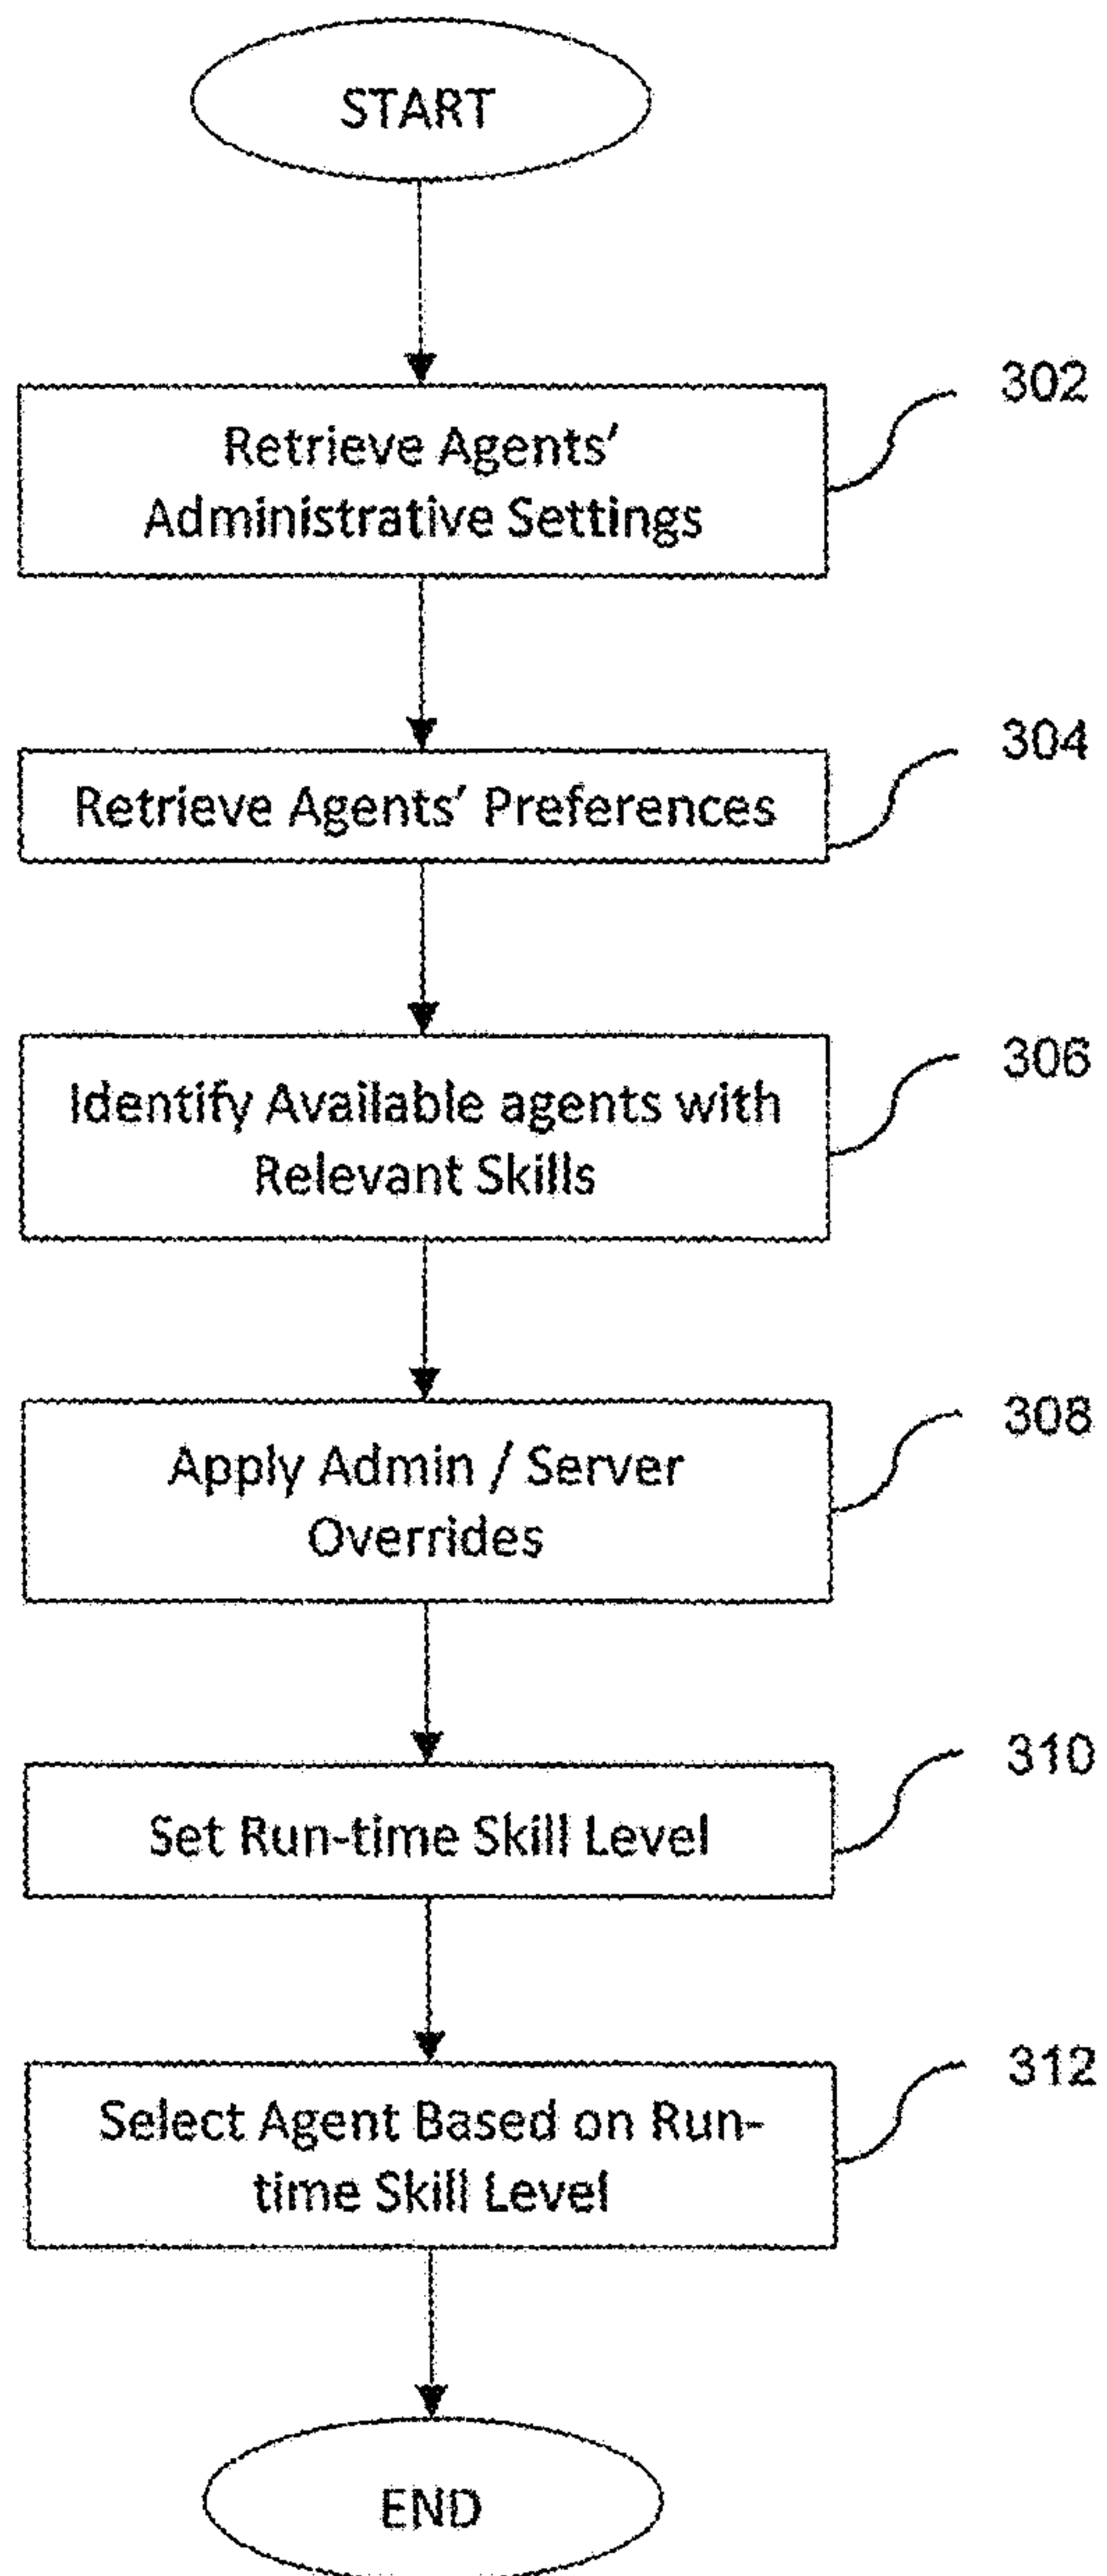 START
302
Retrieve Agents'
Administrative Settings
304
Retrieve Agents' Preferences
306
Identify Available agents with
Relevant Skills
308
Apply Admin / Server
Overrides
310
Set Run-time Skill Level
312
Select Agent Based on Run-
time Skill Level
END